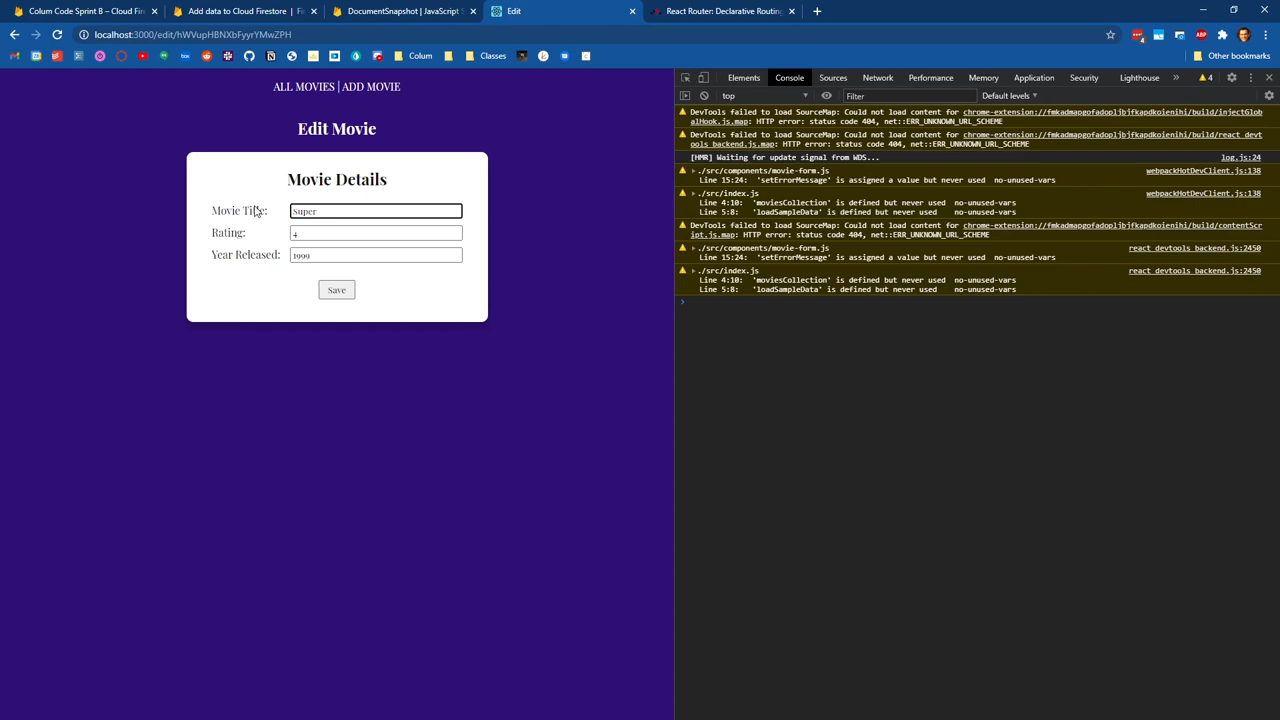 Colum Code Sprint B – Cloud Fir
Add data to Cloud Firestore | Fi
DocumentSnapshot | JavaScript S
Edit
React Router: Declarative Routing
localhost:3000/edit/hWVupHBNXbFyyrYMwZPH
Colum
Classes
Other bookmarks
ALL MOVIES | ADD MOVIE
Edit Movie
Movie Details
Movie Title:
Super
Rating:
4
Year Released:
1999
Save
Elements Console Sources Network Performance Memory Application Security Lighthouse » 4
top Filter Default levels
DevTools failed to load SourceMap: Could not load content for chrome-extension://fmkadmapgofadopljbjfkapdkoienihi/build/injectGlob
alHook.js.map: HTTP error: status code 404, net::ERR_UNKNOWN_URL_SCHEME
DevTools failed to load SourceMap: Could not load content for chrome-extension://fmkadmapgofadopljbjfkapdkoienihi/build/react_devt
ools_backend.js.map: HTTP error: status code 404, net::ERR_UNKNOWN_URL_SCHEME
[HMR] Waiting for update signal from WDS... log.js:24
./src/components/movie-form.js webpackHotDevClient.js:138
Line 15:24: 'setErrorMessage' is assigned a value but never used no-unused-vars
./src/index.js webpackHotDevClient.js:138
Line 4:10: 'moviesCollection' is defined but never used no-unused-vars
Line 5:8: 'loadSampleData' is defined but never used no-unused-vars
DevTools failed to load SourceMap: Could not load content for chrome-extension://fmkadmapgofadopljbjfkapdkoienihi/build/contentScr
ipt.js.map: HTTP error: status code 404, net::ERR_UNKNOWN_URL_SCHEME
./src/components/movie-form.js react_devtools_backend.js:2450
Line 15:24: 'setErrorMessage' is assigned a value but never used no-unused-vars
./src/index.js react_devtools_backend.js:2450
Line 4:10: 'moviesCollection' is defined but never used no-unused-vars
Line 5:8: 'loadSampleData' is defined but never used no-unused-vars